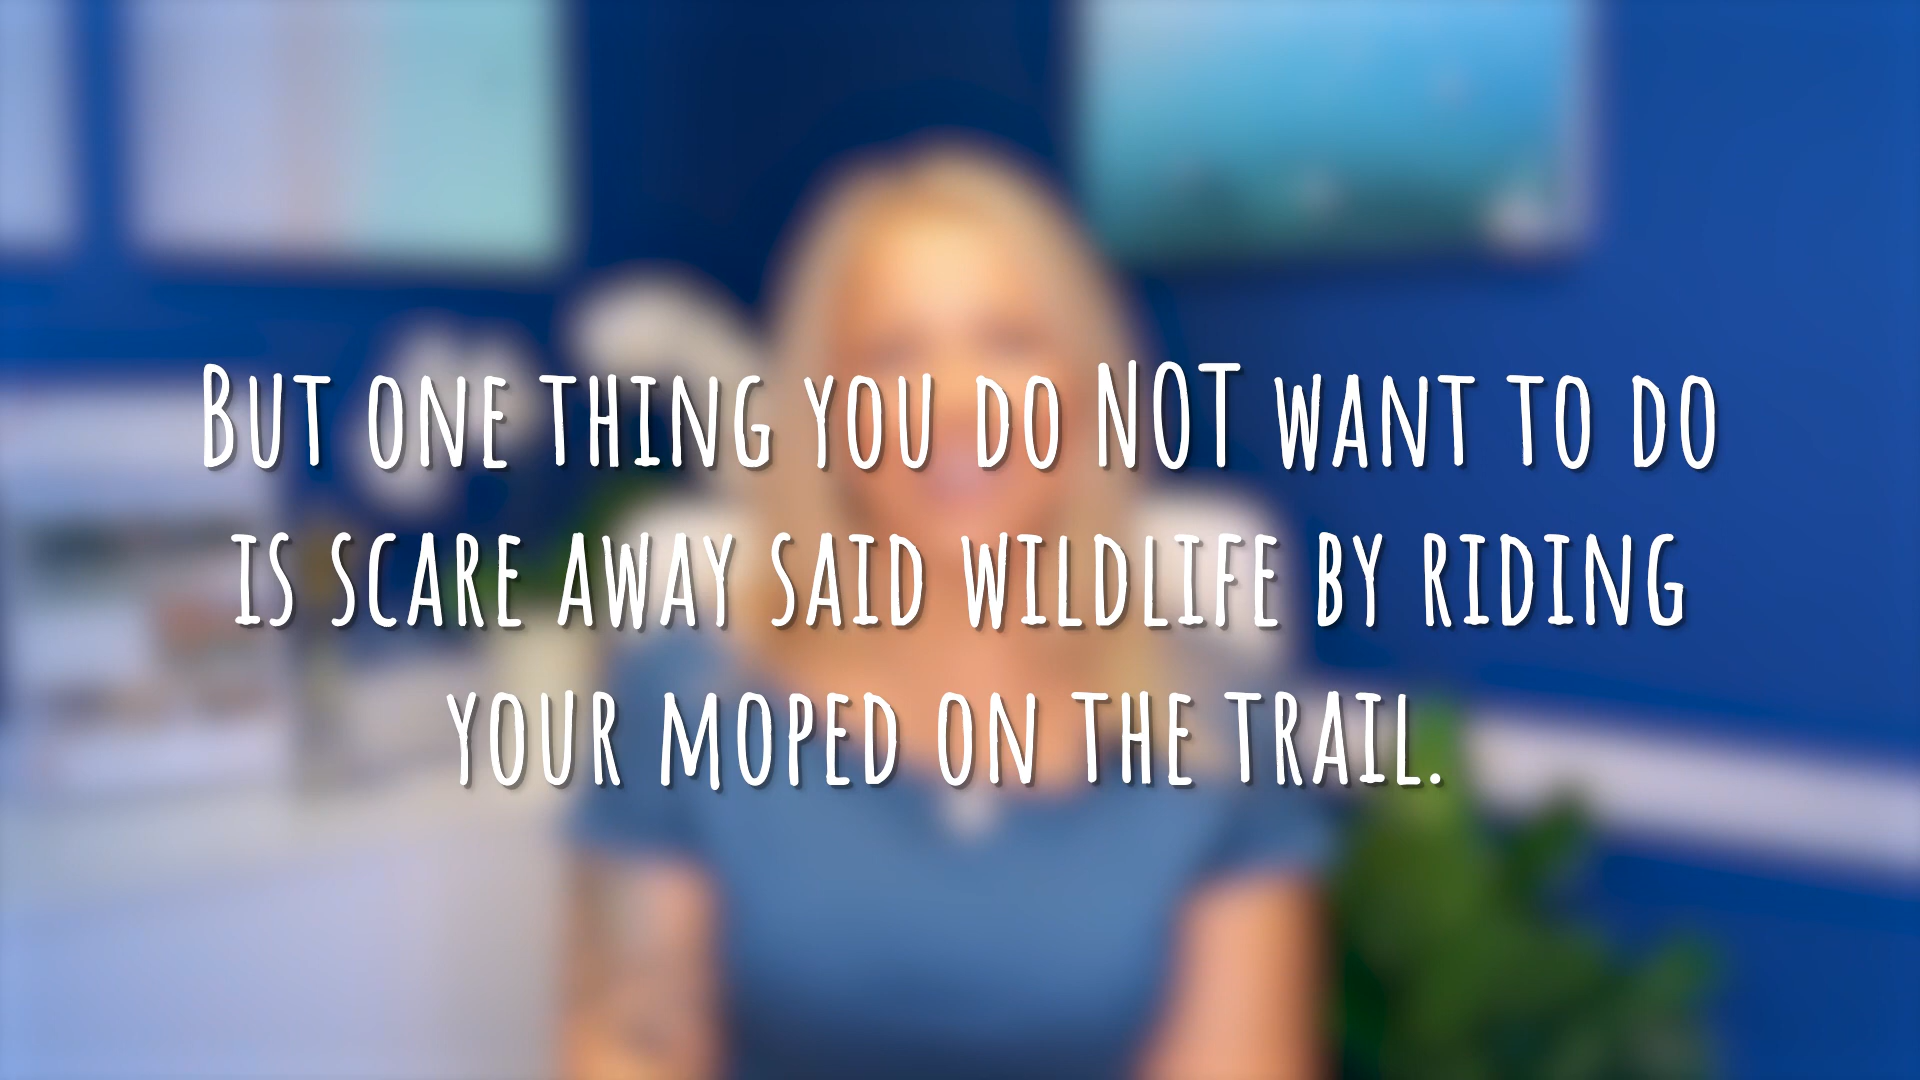 But one thing you do NOT want to do
is scare away said wildlife by riding
your moped on the trail.